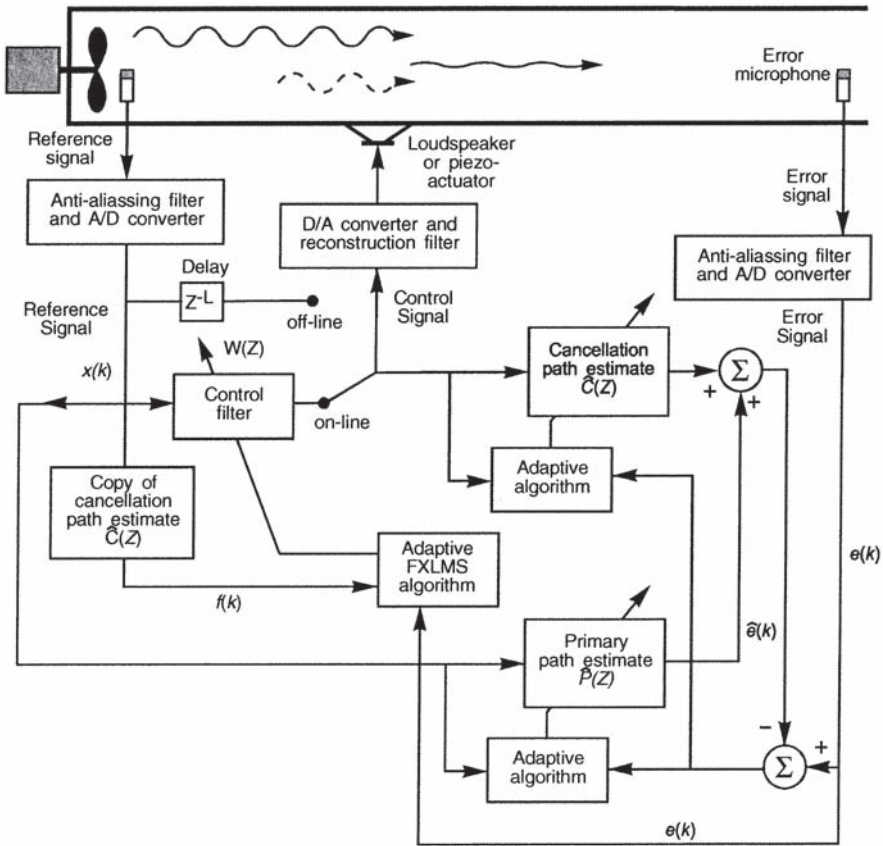 Error
microphone
Reference
signal
Loudspeaker
or piezo-
actuator
Error
signal
Anti-aliassing filter
and A/D converter
D/A converter and
reconstruction filter
Anti-aliassing filter
and A/D converter
Delay
Z⁻ᴸ
off-line
Reference
Signal
Control
Signal
Error
Signal
W(Z)
x(k)
Control
filter
on-line
Cancellation
path estimate
Ĉ(Z)
+
Σ
+
Adaptive
algorithm
Copy of
cancellation
path estimate
Ĉ(Z)
Adaptive
FXLMS
algorithm
f(k)
e(k)
ê(k)
Primary
path estimate
P̂(Z)
Adaptive
algorithm
−
+
Σ
e(k)